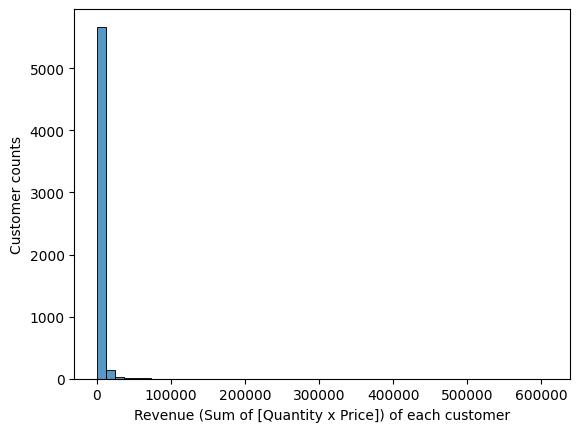 5000
4000
3000
2000
1000
0
Customer counts
0 100000 200000 300000 400000 500000 600000
Revenue (Sum of [Quantity x Price]) of each customer